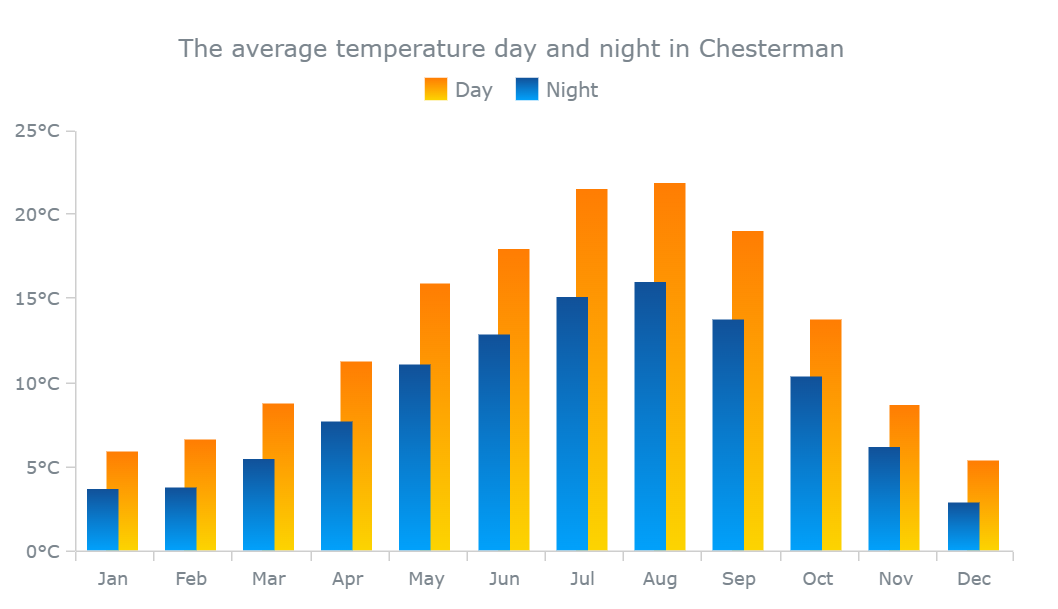 The average temperature day and night in Chesterman
Day Night
25°C
20°C
15°C
10°C
5°C
0°C
Jan Feb Mar Apr May Jun Jul Aug Sep Oct Nov Dec